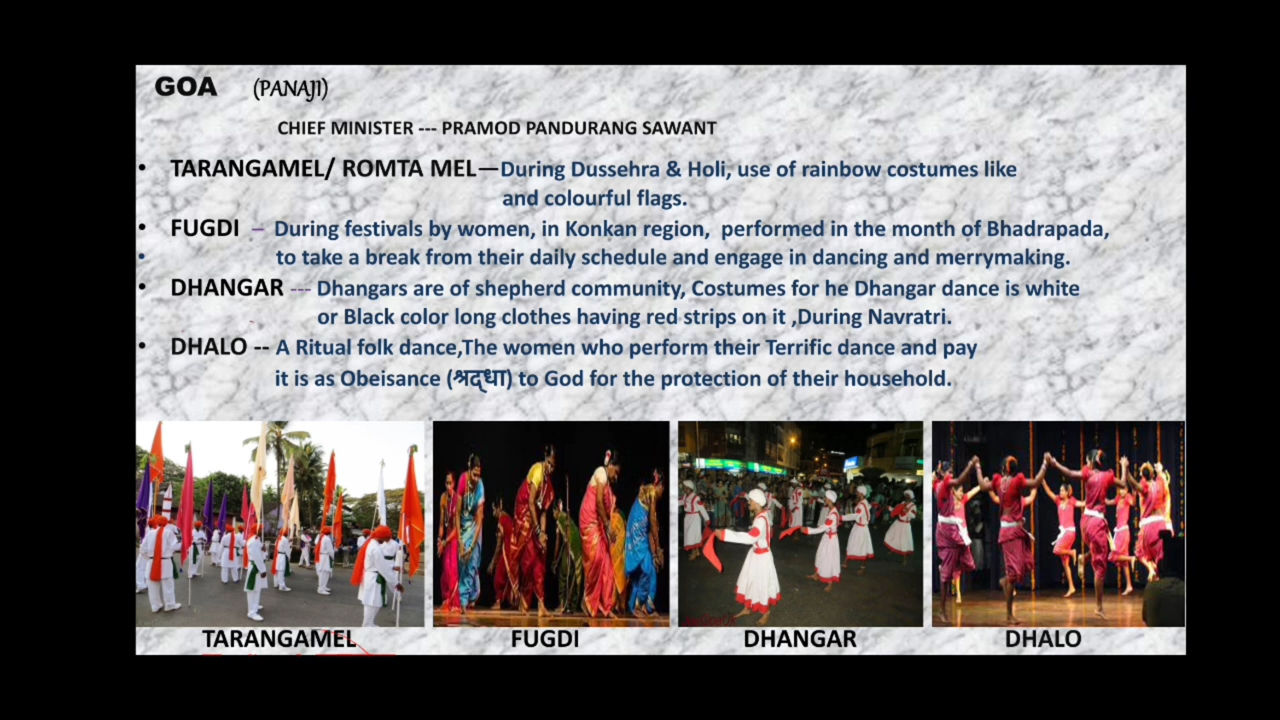 GOA (PANAJI)
CHIEF MINISTER --- PRAMOD PANDURANG SAWANT
• TARANGAMEL/ ROMTA MEL—During Dussehra & Holi, use of rainbow costumes like
and colourful flags.
• FUGDI – During festivals by women, in Konkan region, performed in the month of Bhadrapada,
• to take a break from their daily schedule and engage in dancing and merrymaking.
• DHANGAR --- Dhangars are of shepherd community, Costumes for he Dhangar dance is white
or Black color long clothes having red strips on it ,During Navratri.
• DHALO -- A Ritual folk dance,The women who perform their Terrific dance and pay
it is as Obeisance (श्रद्धा) to God for the protection of their household.
TARANGAMEL FUGDI DHANGAR DHALO